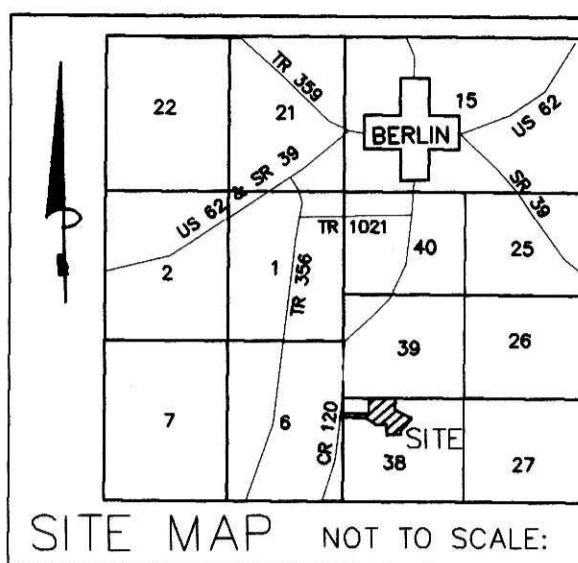 22
21
TR 359
15
BERLIN
US 62
US 62 & SR 39
SR 39
TR 1021
2
1
TR 356
40
25
39
26
7
6
CR 120
SITE
38
27
SITE MAP NOT TO SCALE: